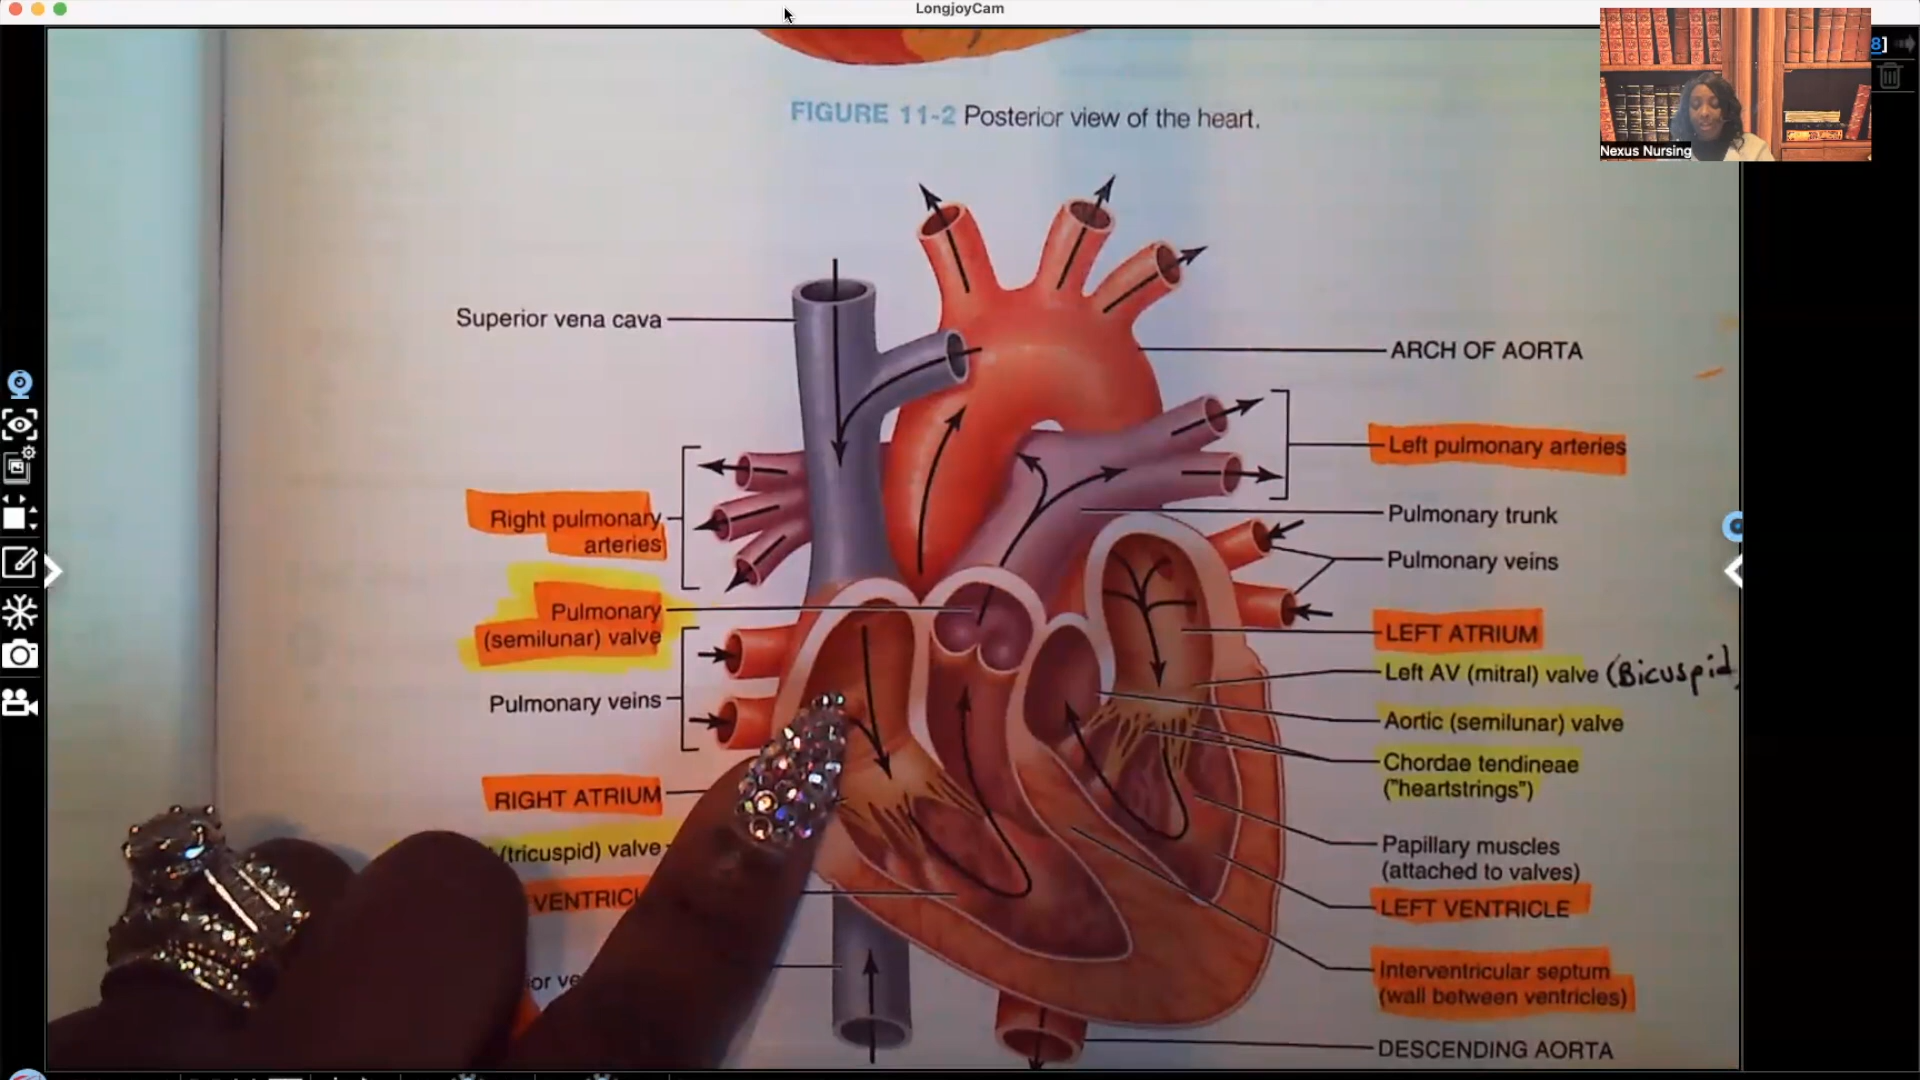 LongjoyCam
8]
Nexus Nursing
FIGURE 11-2 Posterior view of the heart.
Superior vena cava
ARCH OF AORTA
Left pulmonary arteries
Right pulmonary
arteries
Pulmonary trunk
Pulmonary veins
Pulmonary
(semilunar) valve
LEFT ATRIUM
Left AV (mitral) valve (Bicuspid
Pulmonary veins
Aortic (semilunar) valve
Chordae tendineae
("heartstrings")
RIGHT ATRIUM
(tricuspid) valve
Papillary muscles
(attached to valves)
LEFT VENTRICLE
Interventricular septum
(wall between ventricles)
DESCENDING AORTA